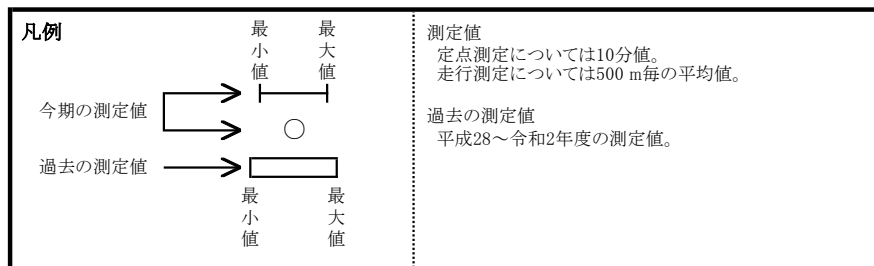 凡例
最小値
最大値
今期の測定値
過去の測定値
最小値
最大値
測定値
定点測定については10分値。
走行測定については500 m毎の平均値。
過去の測定値
平成28～令和2年度の測定値。